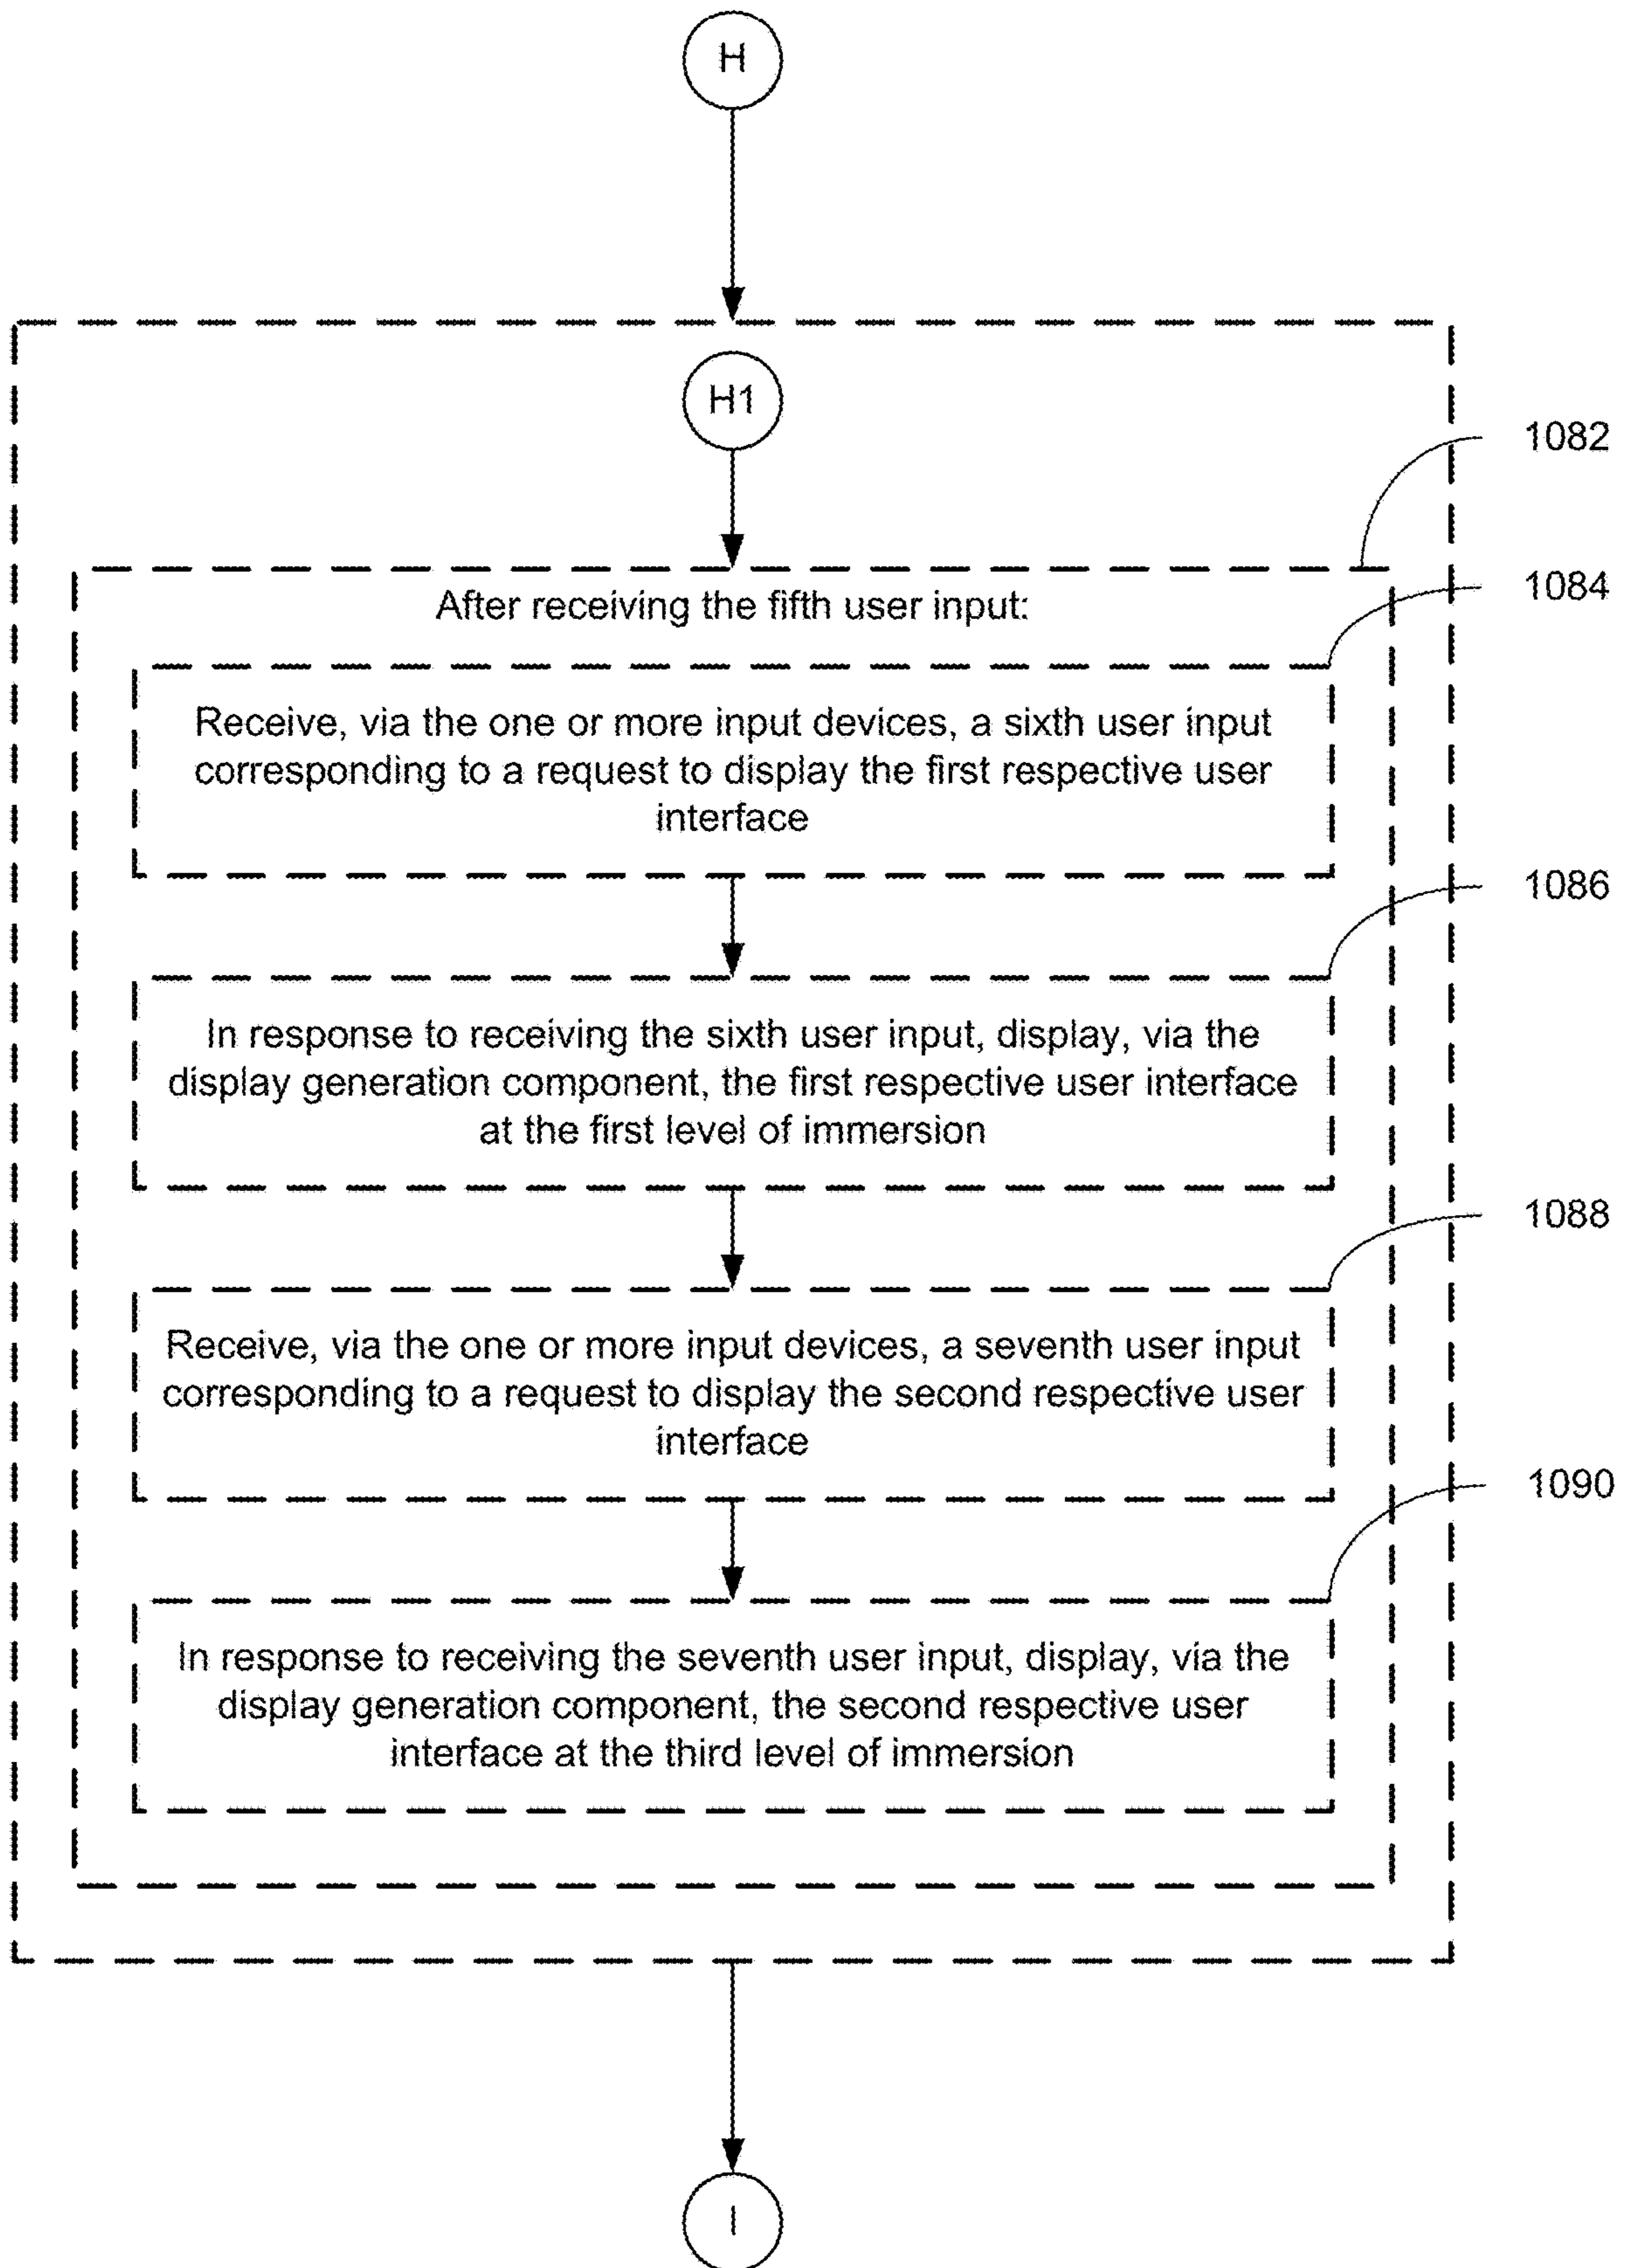 H
H1
1082
After receiving the fifth user input:
1084
Receive, via the one or more input devices, a sixth user input
corresponding to a request to display the first respective user
interface
1086
In response to receiving the sixth user input, display, via the
display generation component, the first respective user interface
at the first level of immersion
1088
Receive, via the one or more input devices, a seventh user input
corresponding to a request to display the second respective user
interface
1090
In response to receiving the seventh user input, display, via the
display generation component, the second respective user
interface at the third level of immersion
I